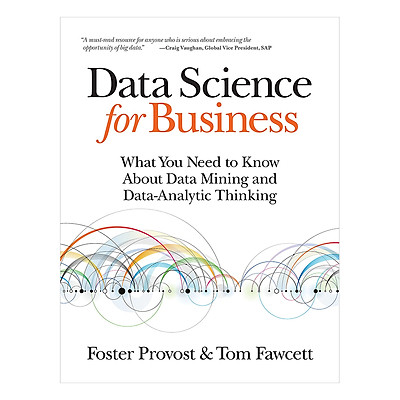 "A must-read resource for anyone who is serious about embracing the
opportunity of big data." —Craig Vaughan, Global Vice President, SAP
Data Science
for Business
What You Need to Know
About Data Mining and
Data-Analytic Thinking
Foster Provost & Tom Fawcett